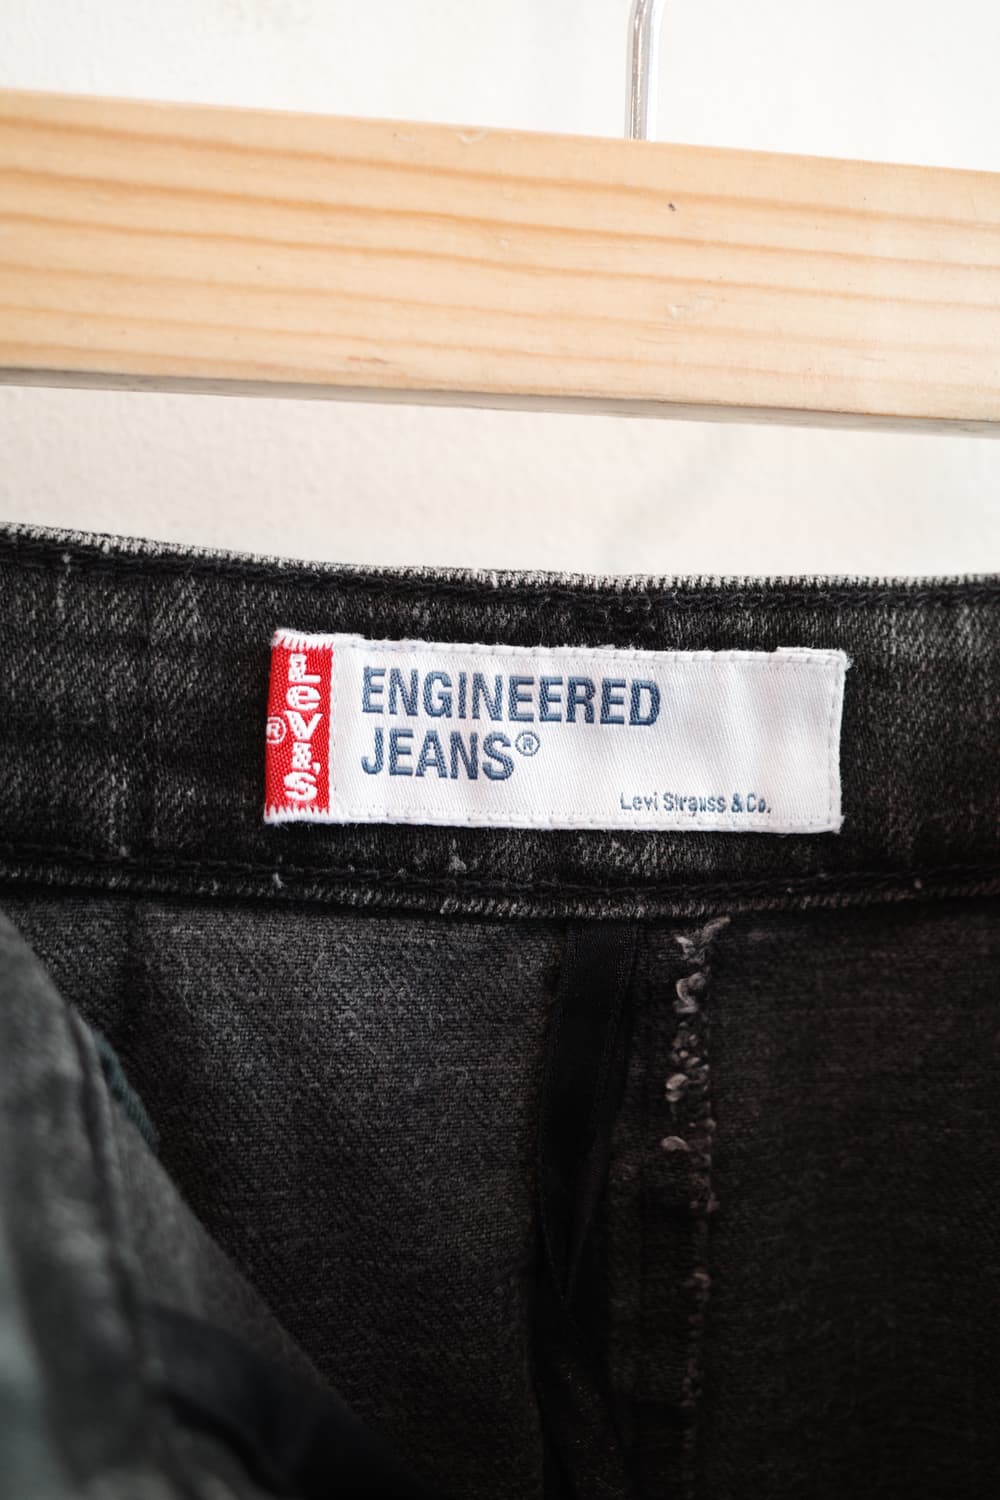 LEVI'S®
ENGINEERED
JEANS®
Levi Strauss & Co.